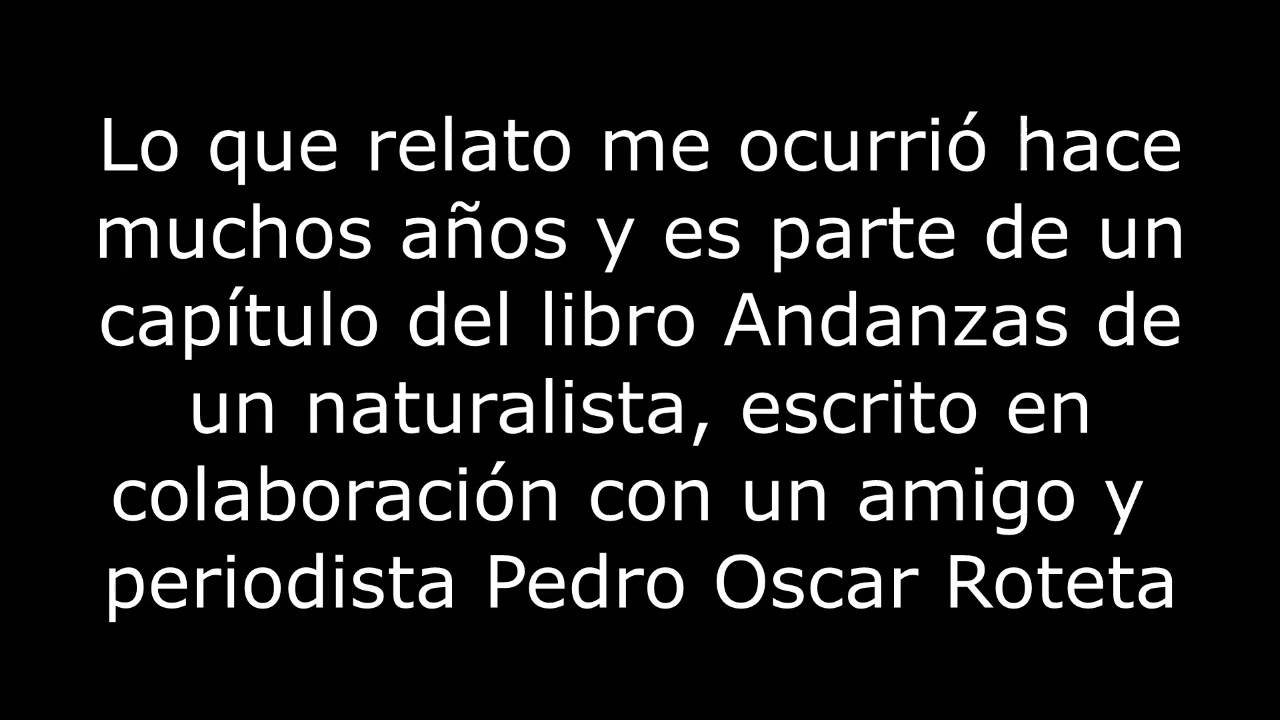 Lo que relato me ocurrió hace
muchos años y es parte de un
capítulo del libro Andanzas de
un naturalista, escrito en
colaboración con un amigo y
periodista Pedro Oscar Roteta